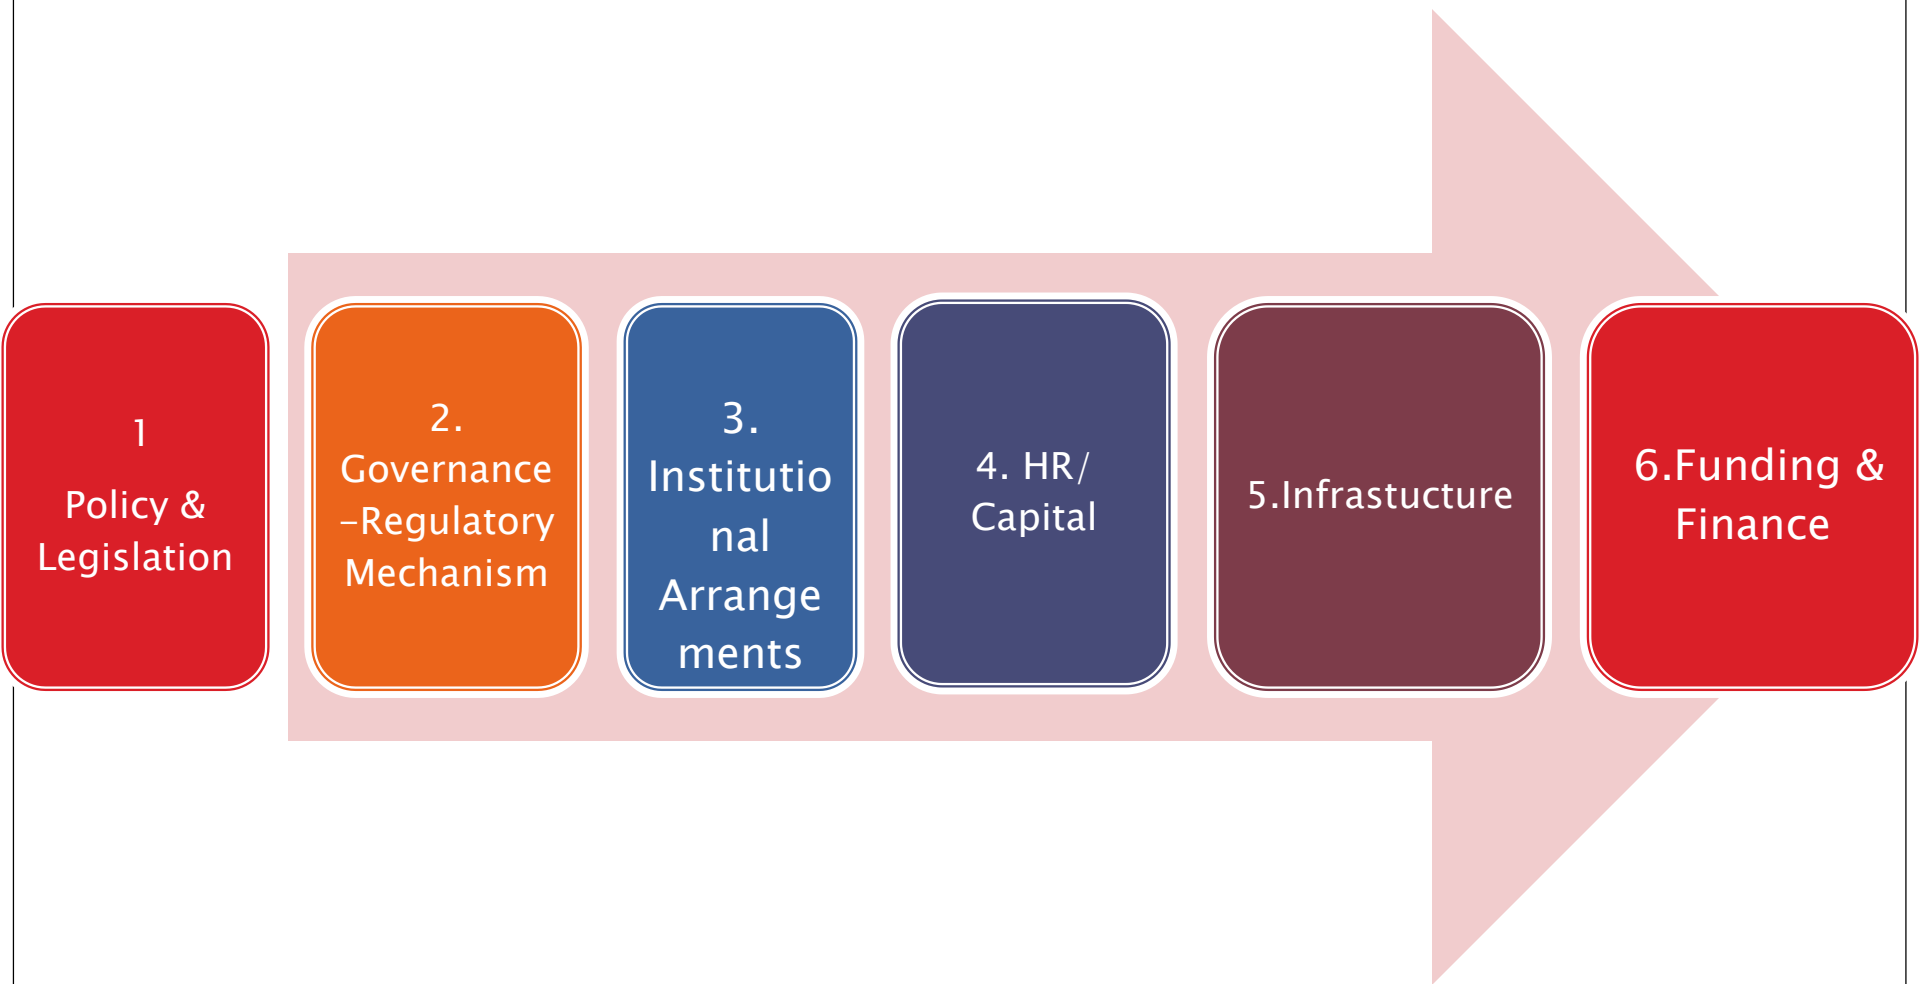 1
Policy &
Legislation
2.
Governance
–Regulatory
Mechanism
3.
Institutio
nal
Arrange
ments
4. HR/
Capital
5.Infrastucture
6.Funding &
Finance